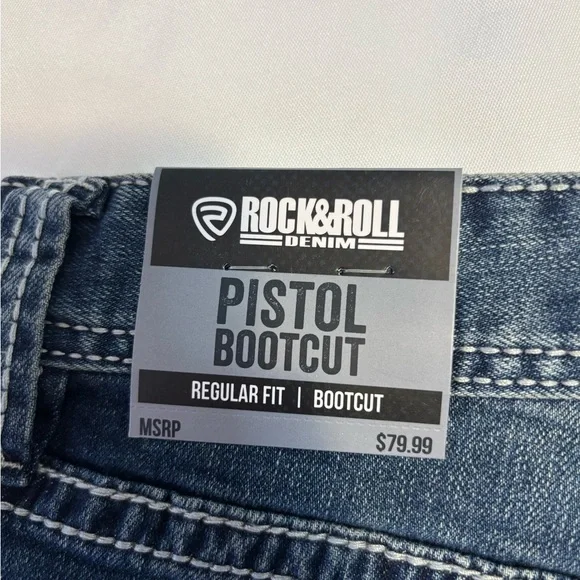 ROCK&ROLL
DENIM
PISTOL
BOOTCUT
REGULAR FIT | BOOTCUT
MSRP $79.99